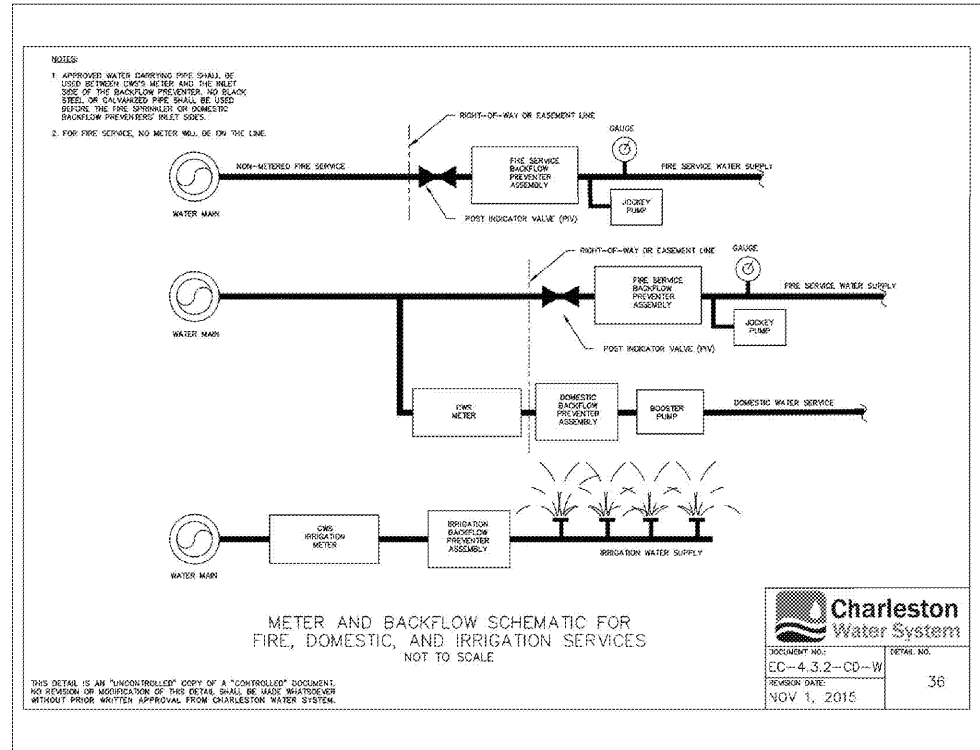 NOTES:
1. APPROVED WATER CARRYING PIPE SHALL BE
USED BETWEEN CWS'S METER AND THE INLET
SIDE OF THE BACKFLOW PREVENTER. NO BLACK
STEEL OR GALVANIZED PIPE SHALL BE USED
BEFORE THE FIRE SPRINKLER OR DOMESTIC
BACKFLOW PREVENTERS' INLET SIDES.
2. FOR FIRE SERVICE, NO METER WILL BE ON THE LINE.
RIGHT-OF-WAY OR EASEMENT LINE
GAUGE
NON-METERED FIRE SERVICE
FIRE SERVICE
BACKFLOW
PREVENTER
ASSEMBLY
FIRE SERVICE WATER SUPPLY
JOCKEY
PUMP
WATER MAIN
POST INDICATOR VALVE (PIV)
RIGHT-OF-WAY OR EASEMENT LINE
GAUGE
FIRE SERVICE
BACKFLOW
PREVENTER
ASSEMBLY
FIRE SERVICE WATER SUPPLY
JOCKEY
PUMP
WATER MAIN
POST INDICATOR VALVE (PIV)
CWS
METER
DOMESTIC
BACKFLOW
PREVENTER
ASSEMBLY
BOOSTER
PUMP
DOMESTIC WATER SERVICE
CWS
IRRIGATION
METER
IRRIGATION
BACKFLOW
PREVENTER
ASSEMBLY
IRRIGATION WATER SUPPLY
WATER MAIN
METER AND BACKFLOW SCHEMATIC FOR
FIRE, DOMESTIC, AND IRRIGATION SERVICES
NOT TO SCALE
THIS DETAIL IS AN "UNCONTROLLED" COPY OF A "CONTROLLED" DOCUMENT.
NO REVISION OR MODIFICATION OF THIS DETAIL SHALL BE MADE WHATSOEVER
WITHOUT PRIOR WRITTEN APPROVAL FROM CHARLESTON WATER SYSTEM.
Charleston
Water System
DOCUMENT NO.:
EC-4.3.2-CD-W
REVISION DATE:
NOV 1, 2015
DETAIL NO.
36